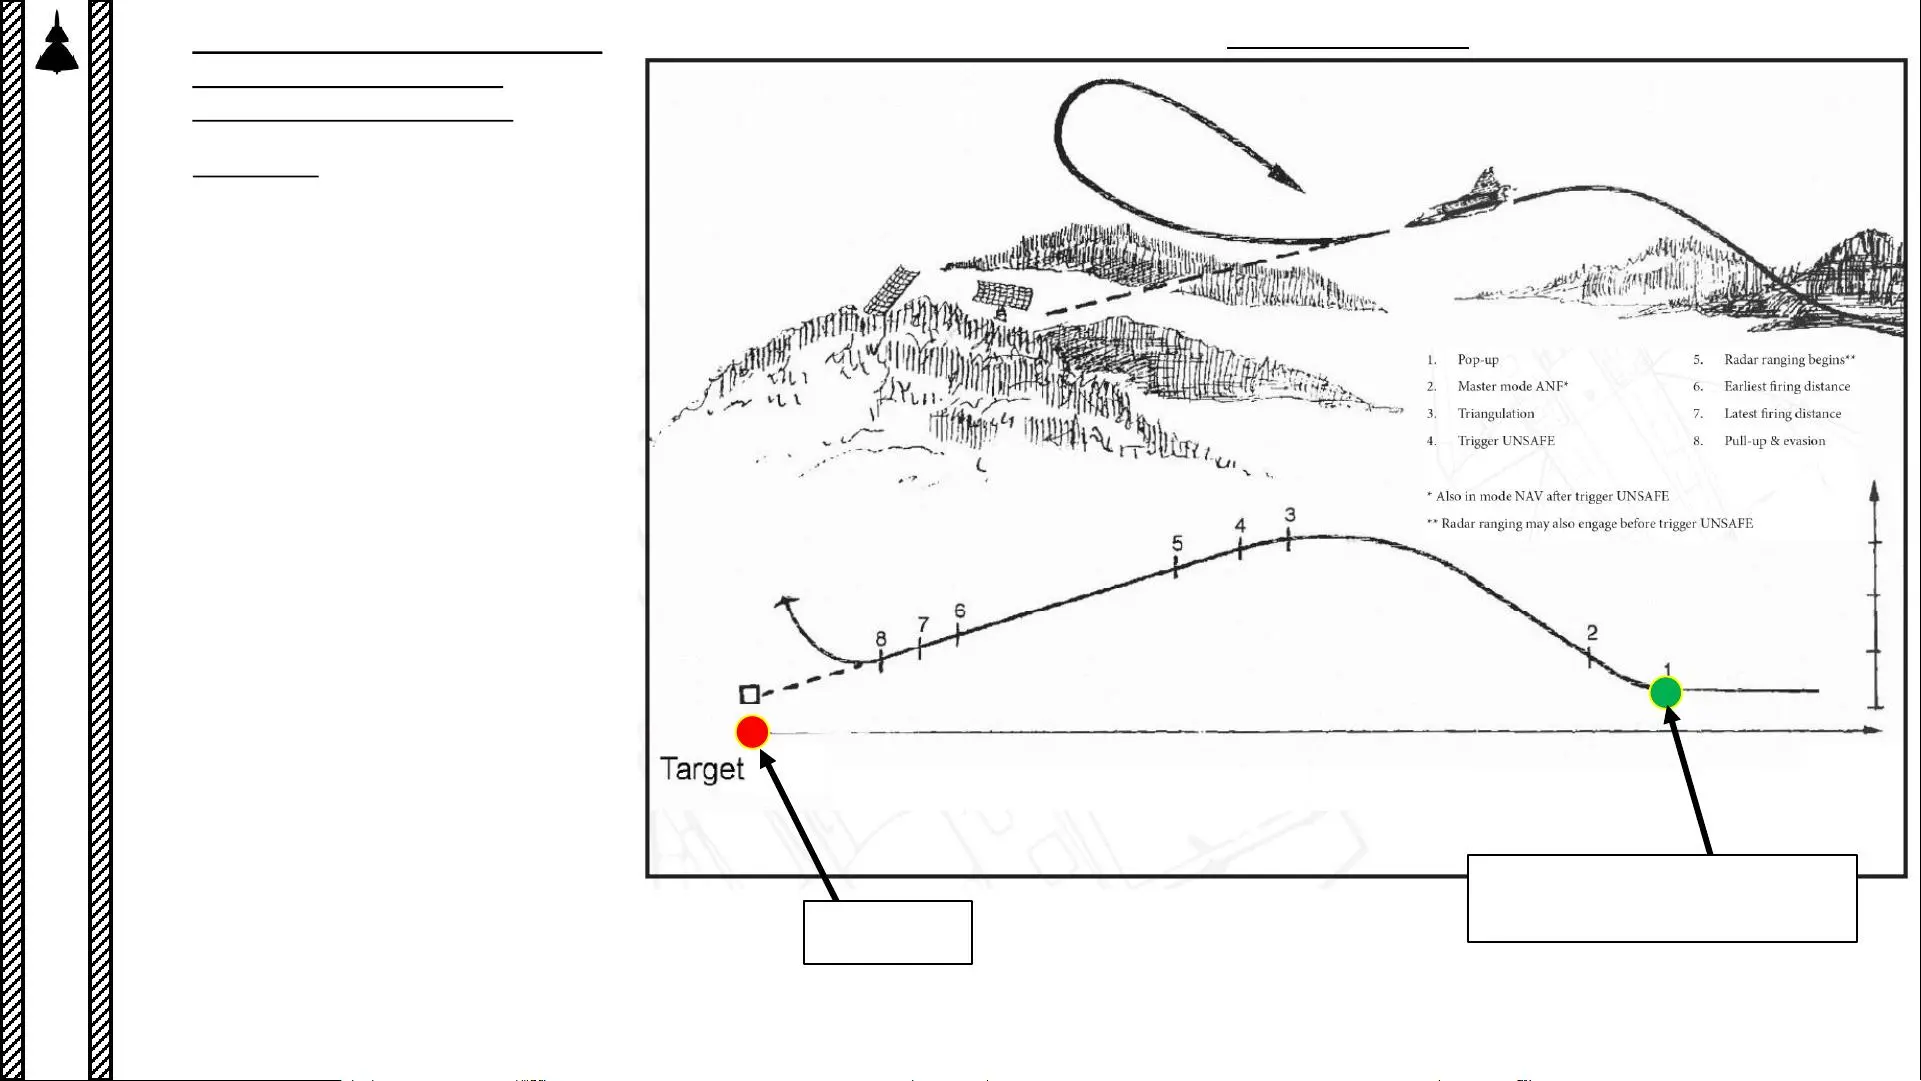 1. Pop-up
2. Master mode ANF*
3. Triangulation
4. Trigger UNSAFE
5. Radar ranging begins**
6. Earliest firing distance
7. Latest firing distance
8. Pull-up & evasion
* Also in mode NAV after trigger UNSAFE
** Radar ranging may also engage before trigger UNSAFE
3
4
5
6
7
8
2
1
Target